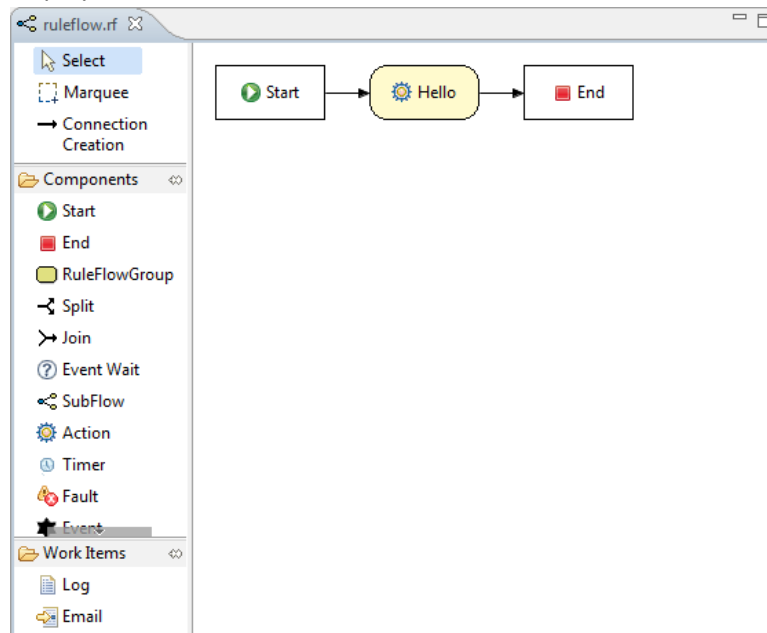 ruleflow.rf
Select
Marquee
Connection
Creation
Start
Hello
End
Components
Start
End
RuleFlowGroup
Split
Join
Event Wait
SubFlow
Action
Timer
Fault
Event
Work Items
Log
Email